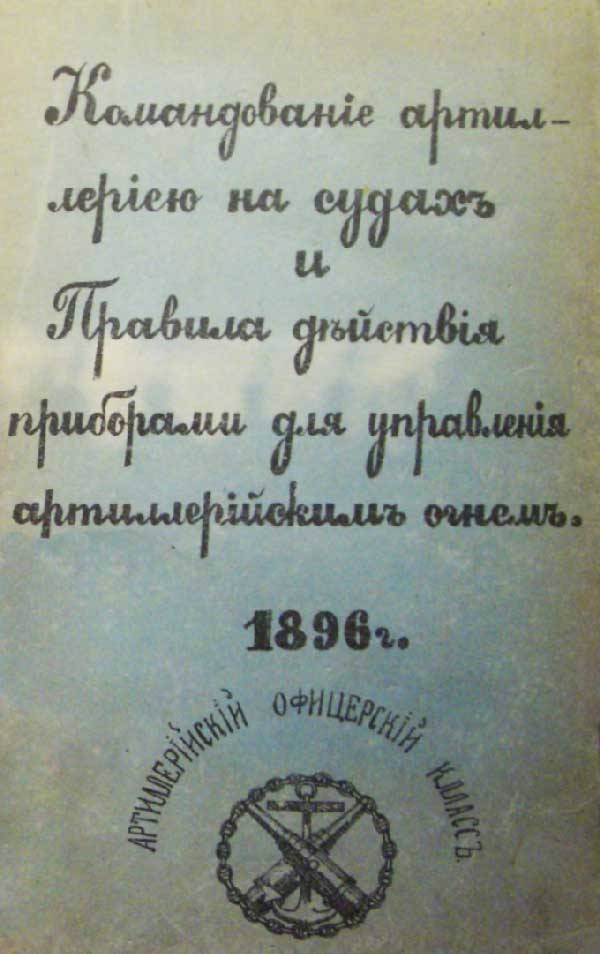 Командованіе артил-
леріею на судахъ
и
Правила дѣйствія
приборами для управленія
артиллерійскимъ огнемъ.
1896г.
АРТИЛЛЕРІЙСКІЙ ОФИЦЕРСКІЙ КЛАССЪ.